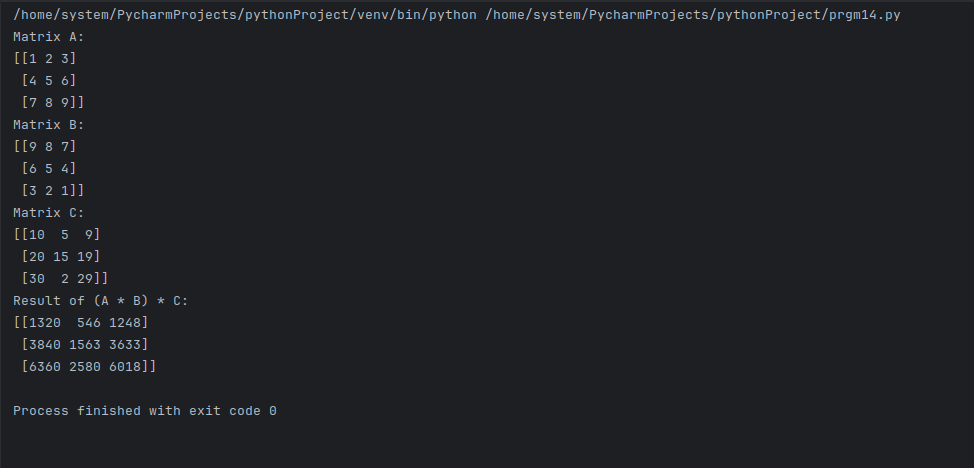 /home/system/PycharmProjects/pythonProject/venv/bin/python /home/system/PycharmProjects/pythonProject/prgm14.py
Matrix A:
[[1 2 3]
 [4 5 6]
 [7 8 9]]
Matrix B:
[[9 8 7]
 [6 5 4]
 [3 2 1]]
Matrix C:
[[10  5  9]
 [20 15 19]
 [30  2 29]]
Result of (A * B) * C:
[[1320  546 1248]
 [3840 1563 3633]
 [6360 2580 6018]]
Process finished with exit code 0